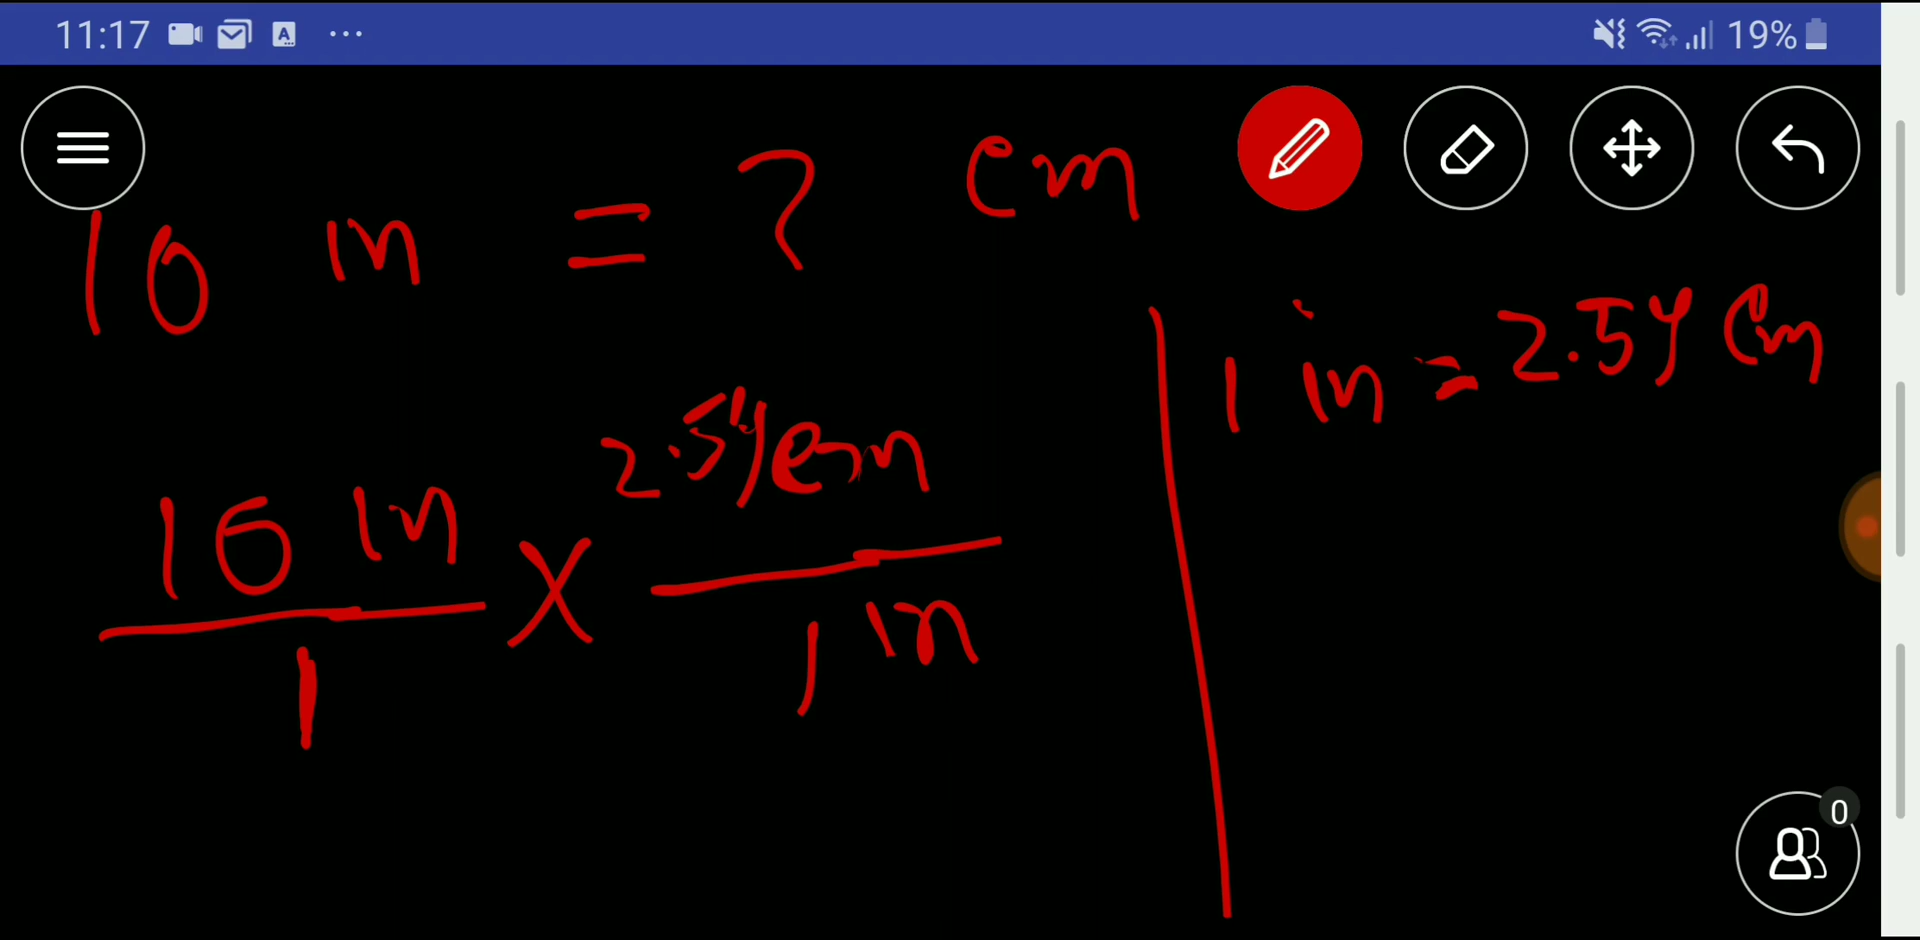 11:17 A ... 19%
16 in = ? cm
1 in = 2.54 cm
16 in × 2.54 cm
1 1 in
0